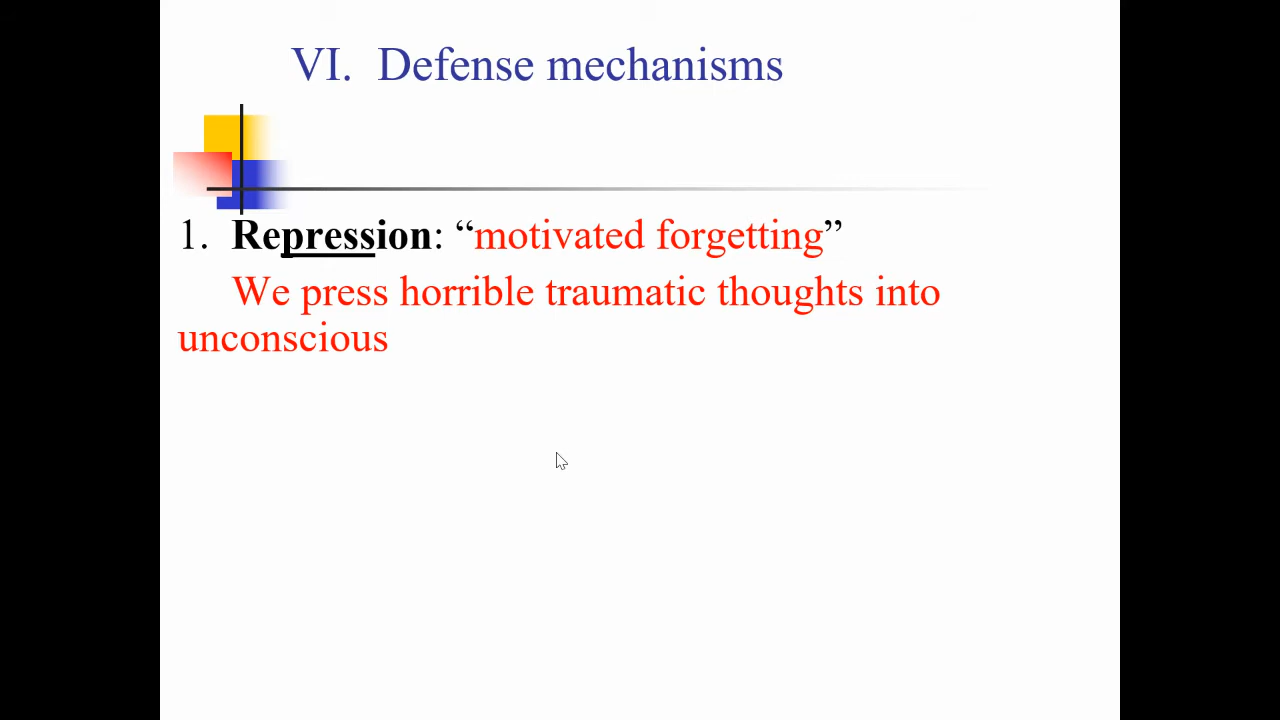 VI. Defense mechanisms
1. Repression: “motivated forgetting”
We press horrible traumatic thoughts into
unconscious